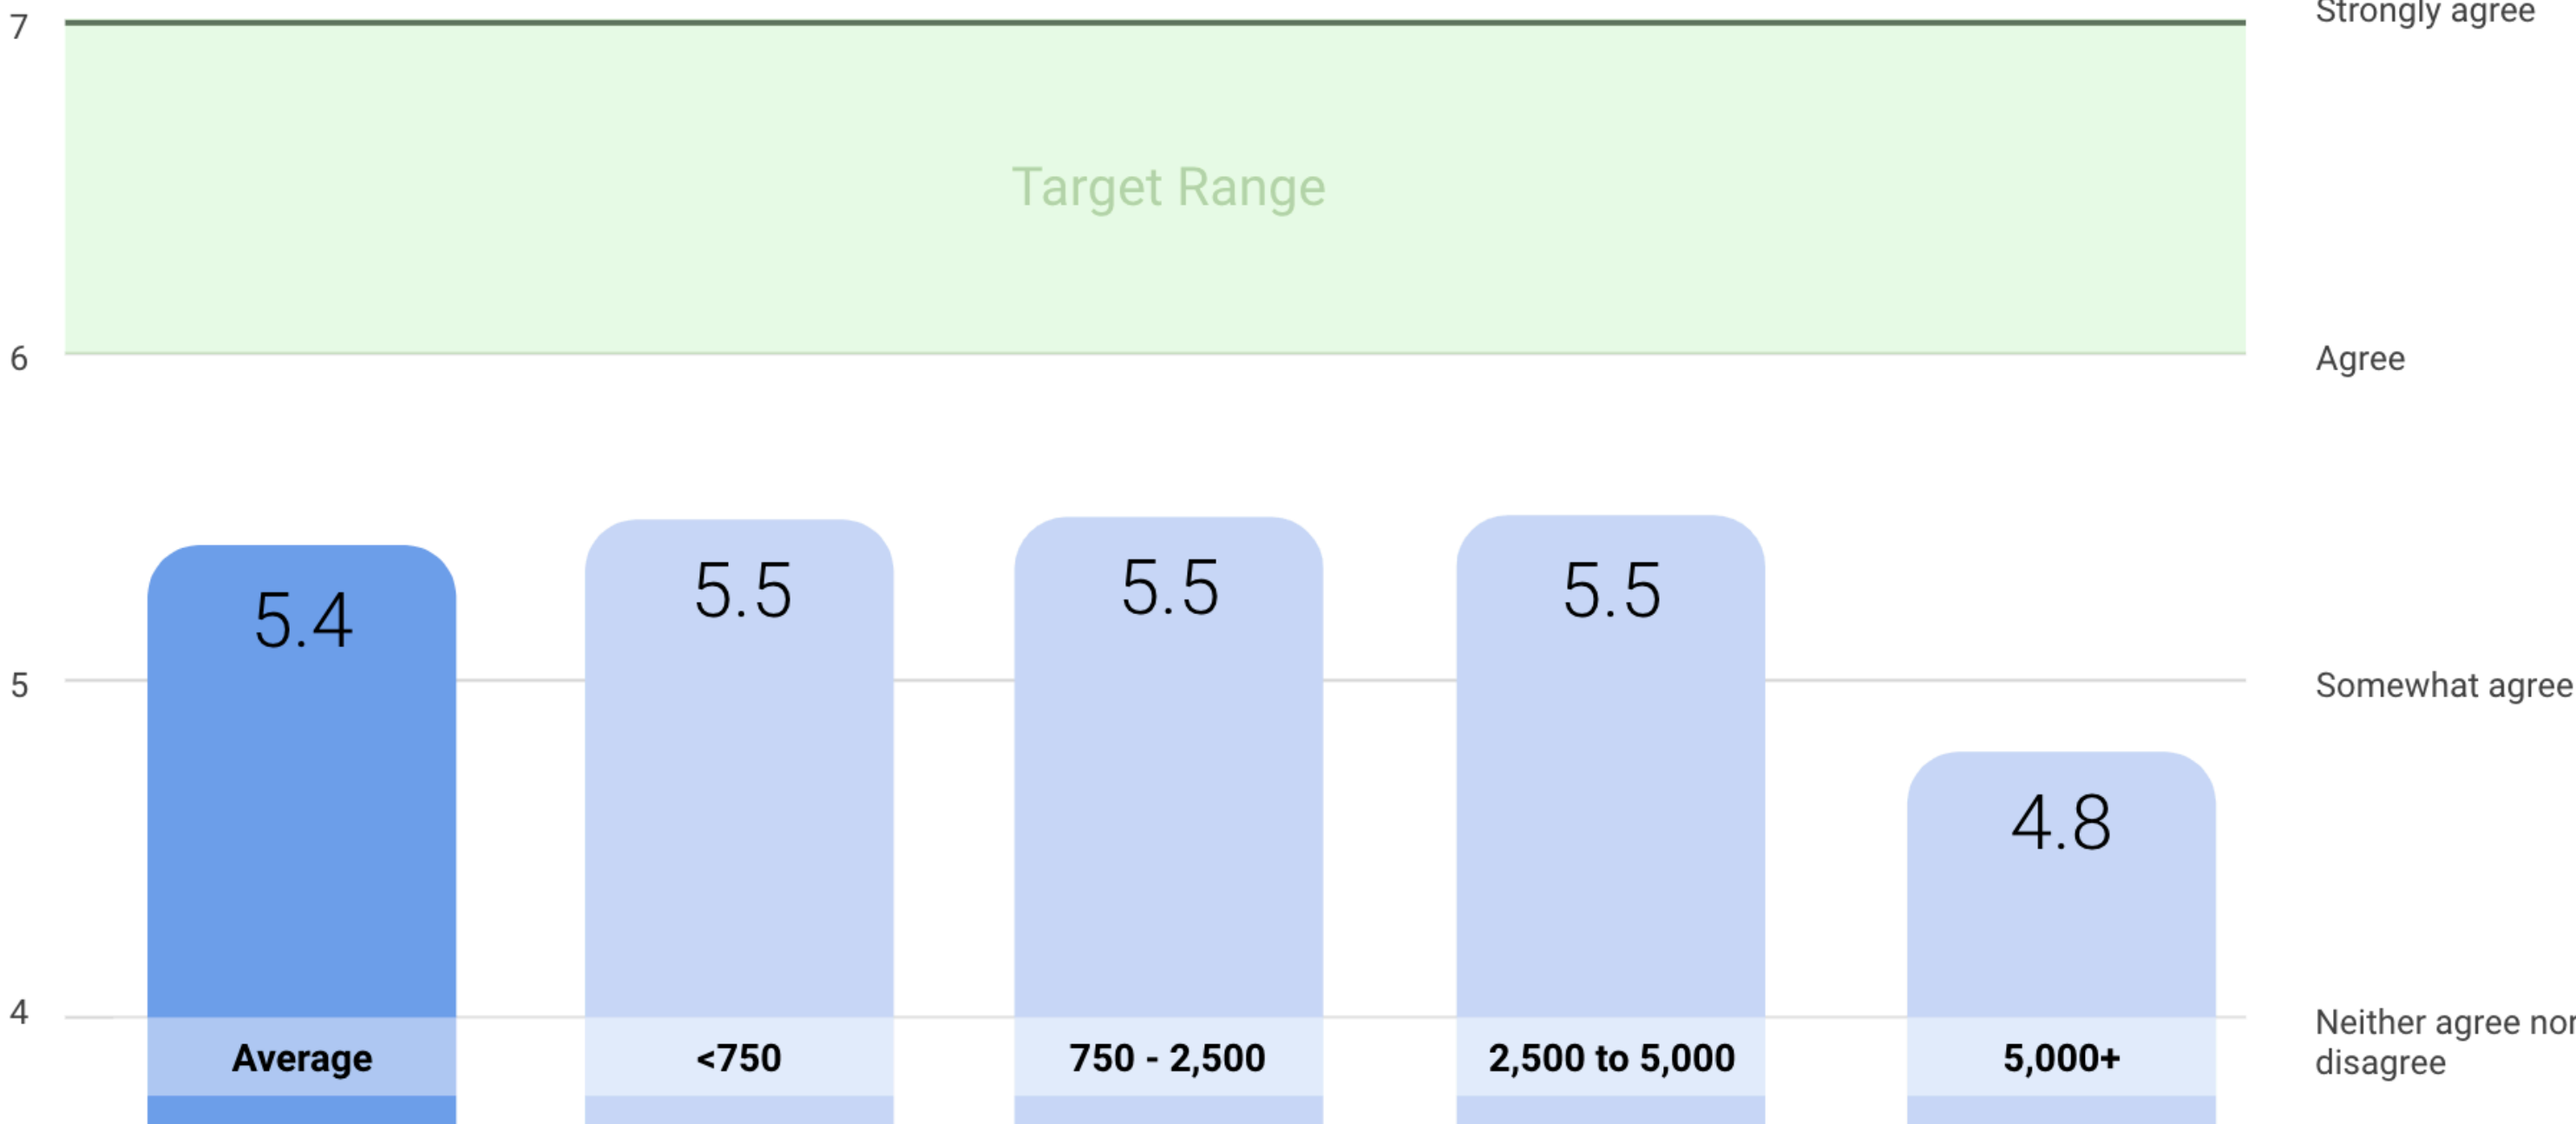 7
Strongly agree
Target Range
6
Agree
5.4
5.5
5.5
5.5
5
Somewhat agree
4.8
4
Neither agree nor
disagree
Average
<750
750 - 2,500
2,500 to 5,000
5,000+